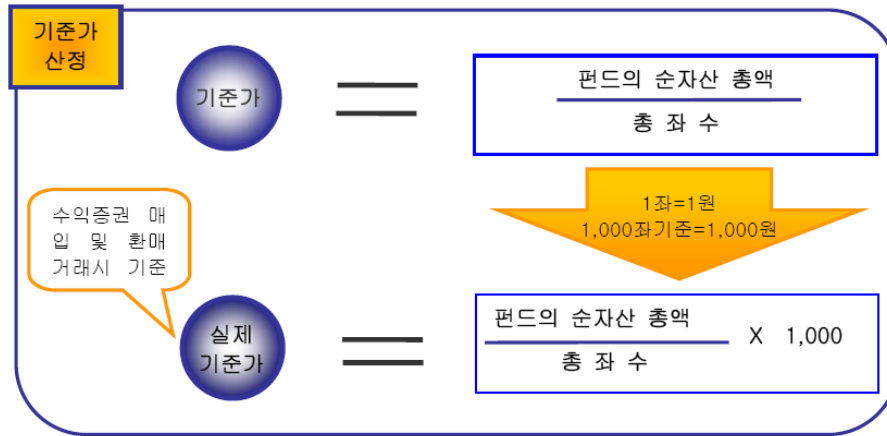 기준가
산정
기준가
=
펀드의 순자산 총액
총 좌 수
1좌=1원
1,000좌기준=1,000원
수익증권 매
입 및 환매
거래시 기준
실제
기준가
=
펀드의 순자산 총액
총 좌 수
X 1,000